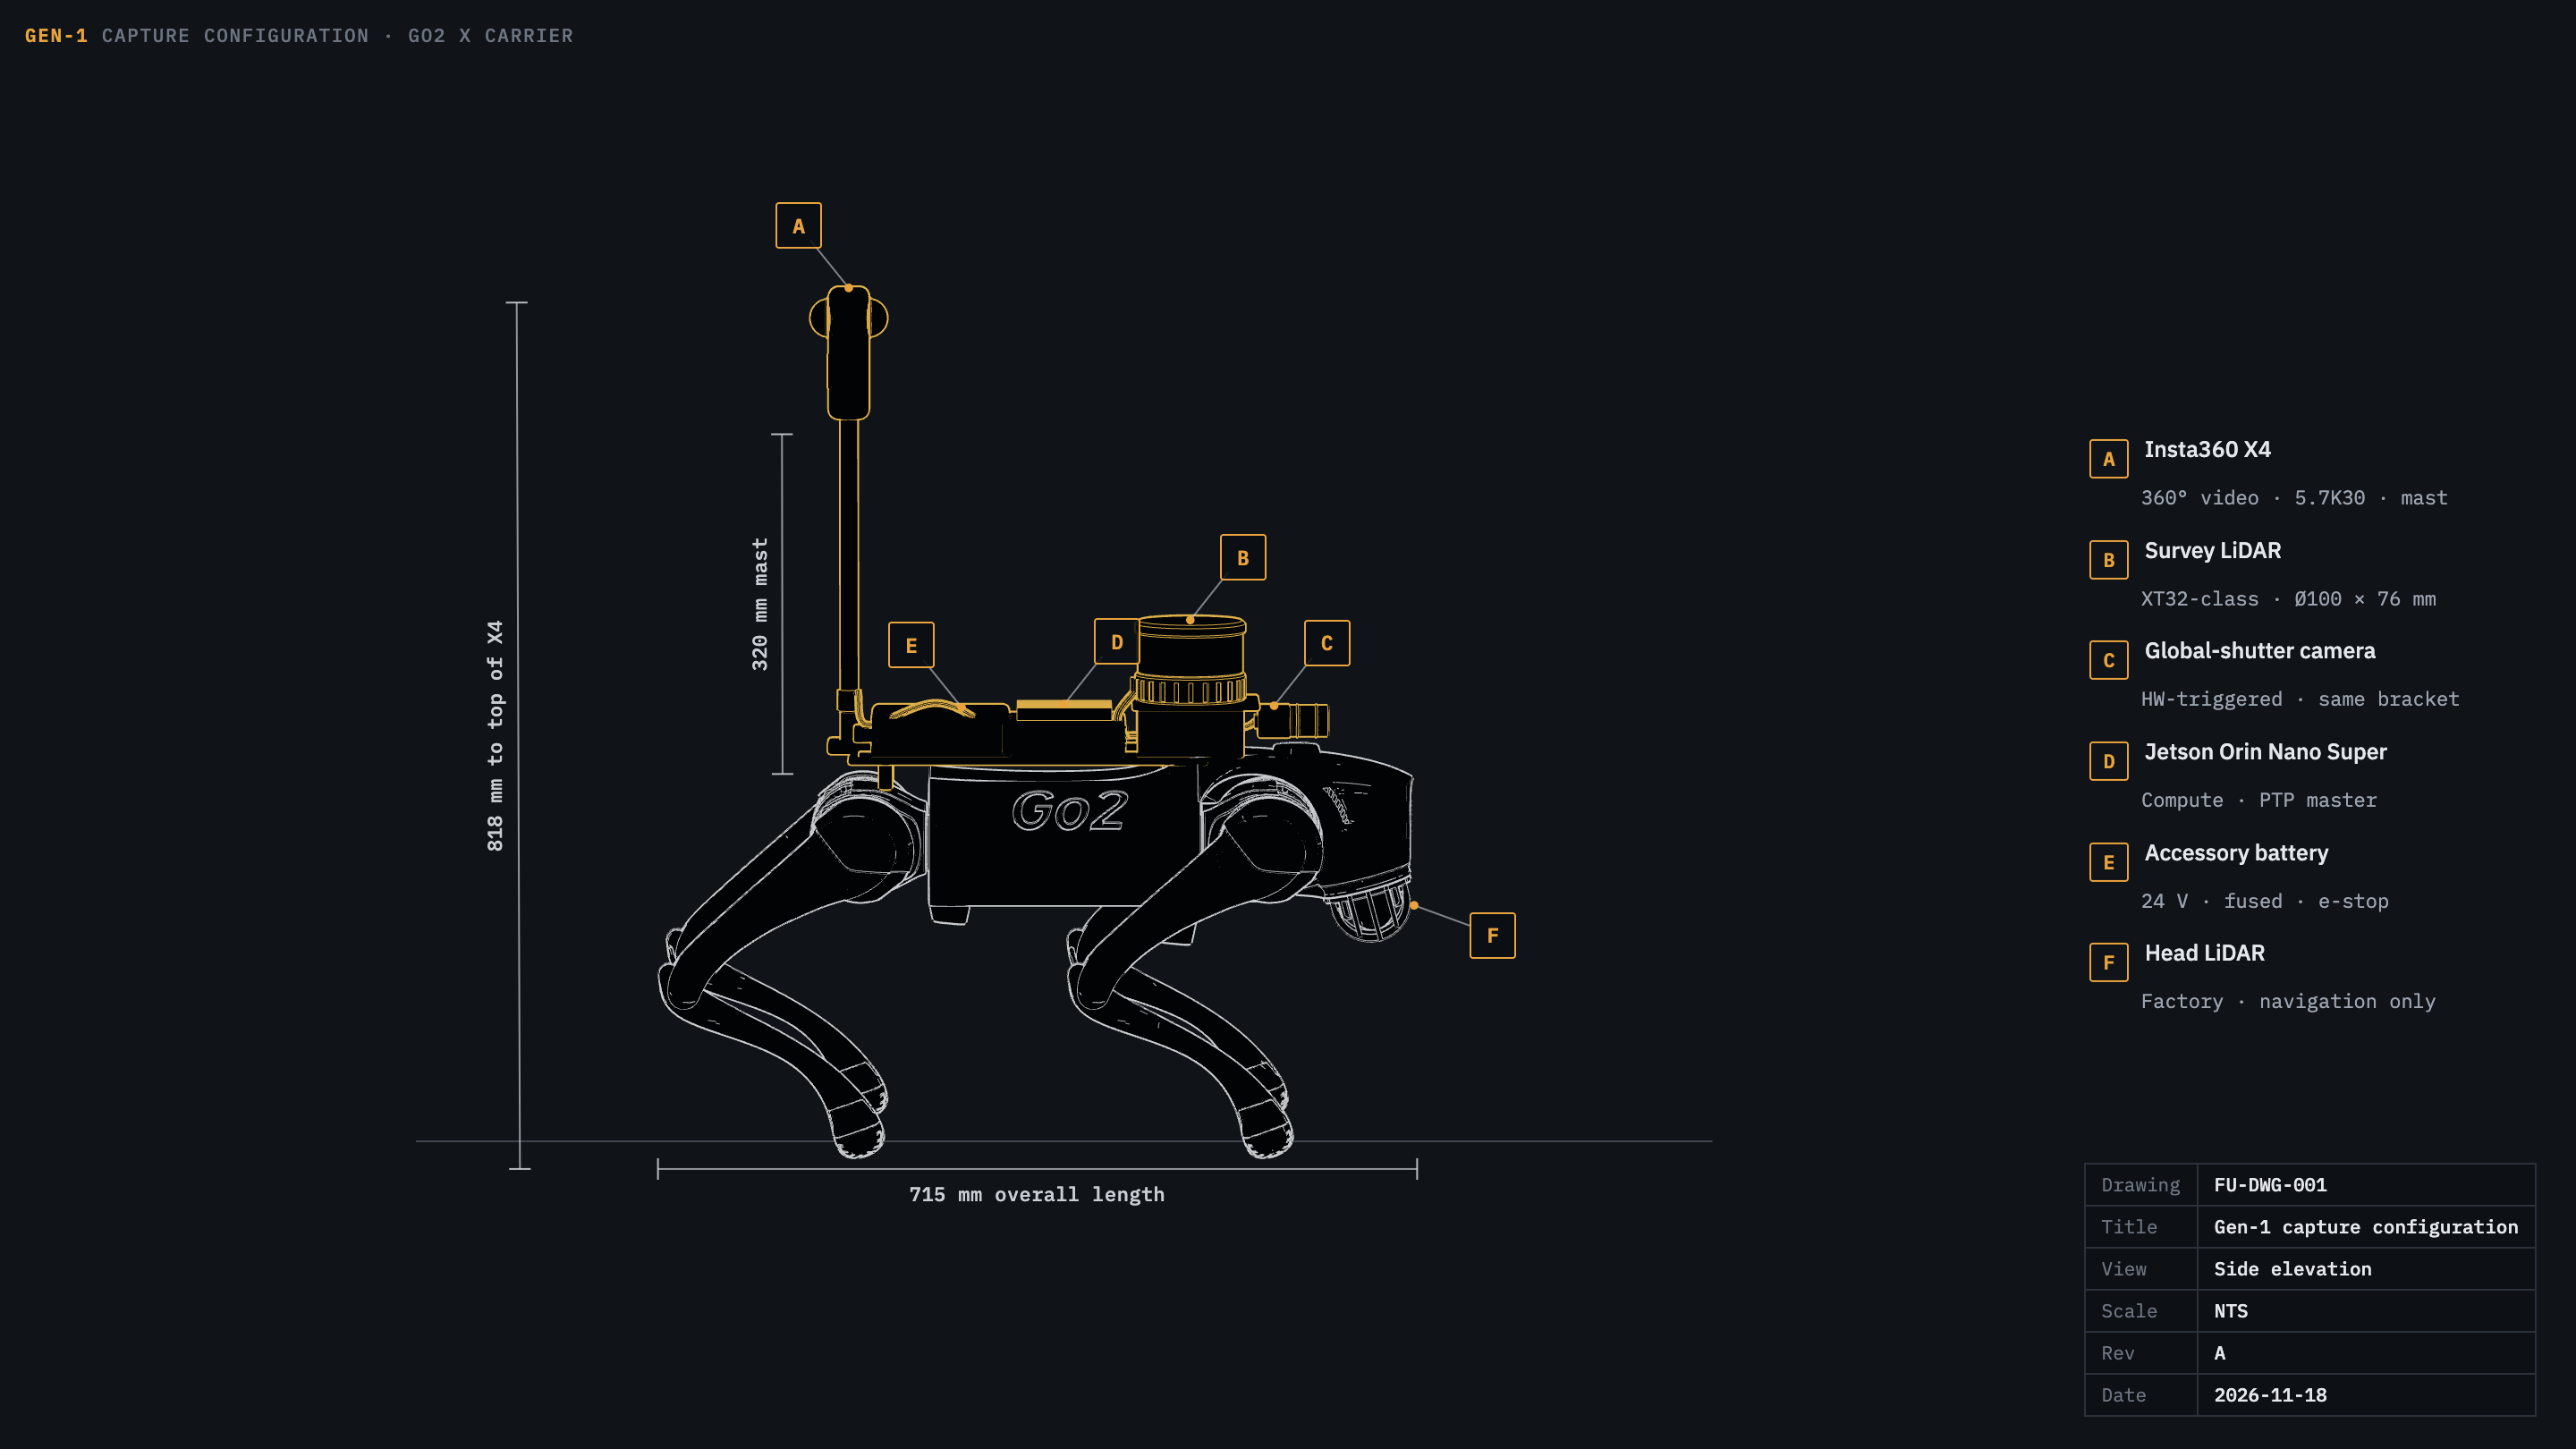 GEN-1 CAPTURE CONFIGURATION · GO2 X CARRIER
A
B
E
D
C
F
818 mm to top of X4
320 mm mast
Go2
715 mm overall length
A Insta360 X4
360° video · 5.7K30 · mast
B Survey LiDAR
XT32-class · Ø100 × 76 mm
C Global-shutter camera
HW-triggered · same bracket
D Jetson Orin Nano Super
Compute · PTP master
E Accessory battery
24 V · fused · e-stop
F Head LiDAR
Factory · navigation only
Drawing FU-DWG-001
Title Gen-1 capture configuration
View Side elevation
Scale NTS
Rev A
Date 2026-11-18